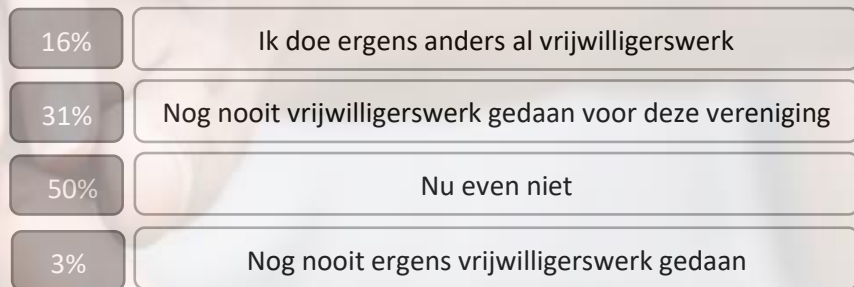 16% Ik doe ergens anders al vrijwilligerswerk
31% Nog nooit vrijwilligerswerk gedaan voor deze vereniging
50% Nu even niet
3% Nog nooit ergens vrijwilligerswerk gedaan